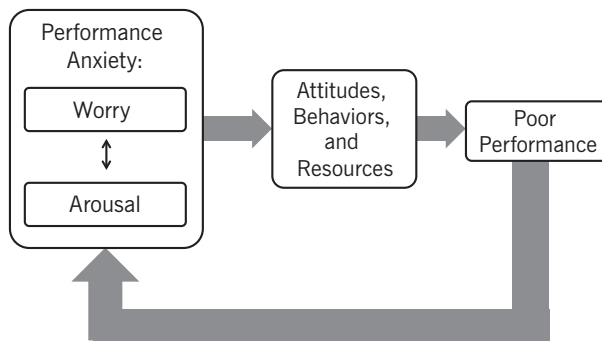 Performance
Anxiety:
Worry
Arousal
Attitudes,
Behaviors,
and
Resources
Poor
Performance